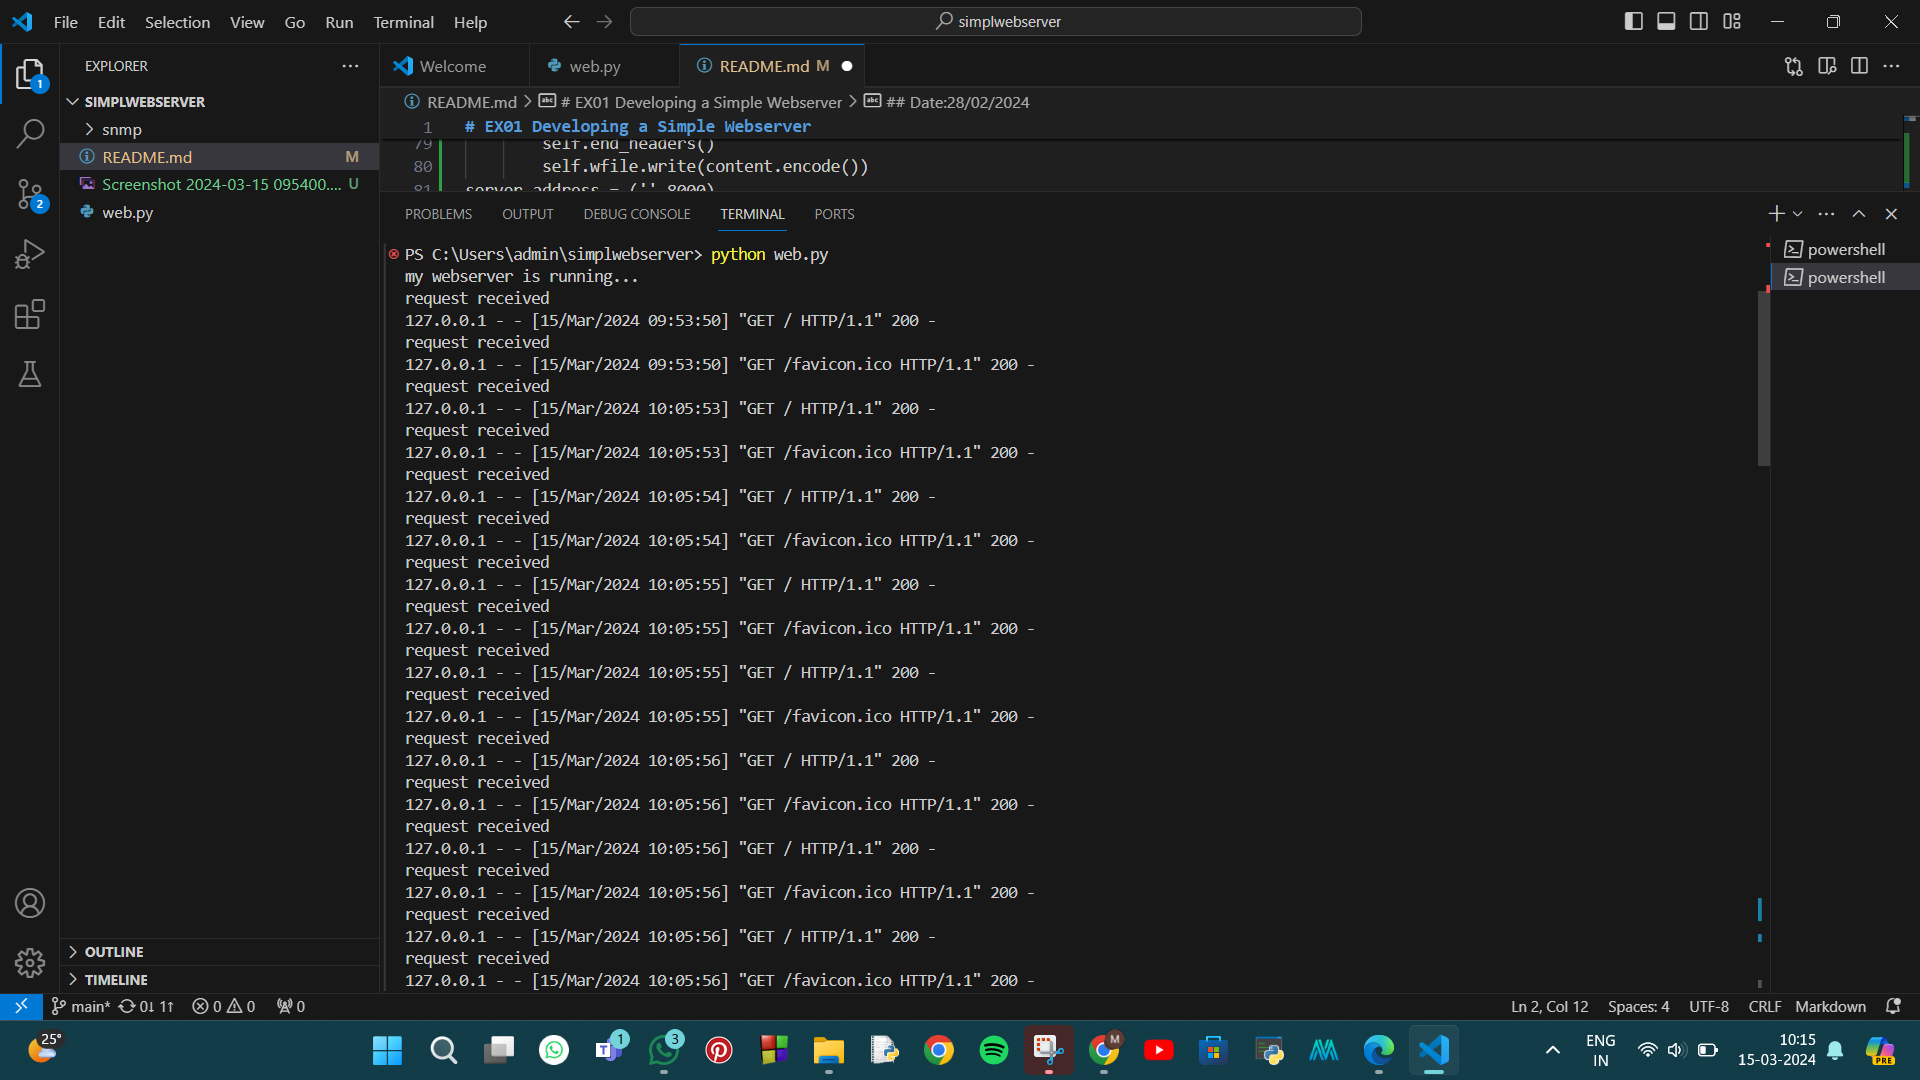 File Edit Selection View Go Run Terminal Help
simplwebserver
EXPLORER
SIMPLWEBSERVER
snmp
README.md M
Screenshot 2024-03-15 095400.... U
web.py
OUTLINE
TIMELINE
Welcome web.py README.md M
README.md > # EX01 Developing a Simple Webserver > ## Date:28/02/2024
1 # EX01 Developing a Simple Webserver
79 self.end_headers()
80 self.wfile.write(content.encode())
81 server_address = ('',8000)
PROBLEMS OUTPUT DEBUG CONSOLE TERMINAL PORTS
powershell
powershell
PS C:\Users\admin\simplwebserver> python web.py
my webserver is running...
request received
127.0.0.1 - - [15/Mar/2024 09:53:50] "GET / HTTP/1.1" 200 -
request received
127.0.0.1 - - [15/Mar/2024 09:53:50] "GET /favicon.ico HTTP/1.1" 200 -
request received
127.0.0.1 - - [15/Mar/2024 10:05:53] "GET / HTTP/1.1" 200 -
request received
127.0.0.1 - - [15/Mar/2024 10:05:53] "GET /favicon.ico HTTP/1.1" 200 -
request received
127.0.0.1 - - [15/Mar/2024 10:05:54] "GET / HTTP/1.1" 200 -
request received
127.0.0.1 - - [15/Mar/2024 10:05:54] "GET /favicon.ico HTTP/1.1" 200 -
request received
127.0.0.1 - - [15/Mar/2024 10:05:55] "GET / HTTP/1.1" 200 -
request received
127.0.0.1 - - [15/Mar/2024 10:05:55] "GET /favicon.ico HTTP/1.1" 200 -
request received
127.0.0.1 - - [15/Mar/2024 10:05:55] "GET / HTTP/1.1" 200 -
request received
127.0.0.1 - - [15/Mar/2024 10:05:55] "GET /favicon.ico HTTP/1.1" 200 -
request received
127.0.0.1 - - [15/Mar/2024 10:05:56] "GET / HTTP/1.1" 200 -
request received
127.0.0.1 - - [15/Mar/2024 10:05:56] "GET /favicon.ico HTTP/1.1" 200 -
request received
127.0.0.1 - - [15/Mar/2024 10:05:56] "GET / HTTP/1.1" 200 -
request received
127.0.0.1 - - [15/Mar/2024 10:05:56] "GET /favicon.ico HTTP/1.1" 200 -
request received
127.0.0.1 - - [15/Mar/2024 10:05:56] "GET / HTTP/1.1" 200 -
request received
127.0.0.1 - - [15/Mar/2024 10:05:56] "GET /favicon.ico HTTP/1.1" 200 -
1
2
main* 0↓ 1↑ 0 0 0
Ln 2, Col 12 Spaces: 4 UTF-8 CRLF Markdown
25°
1
3
M
ENG
IN
10:15
15-03-2024
PRE